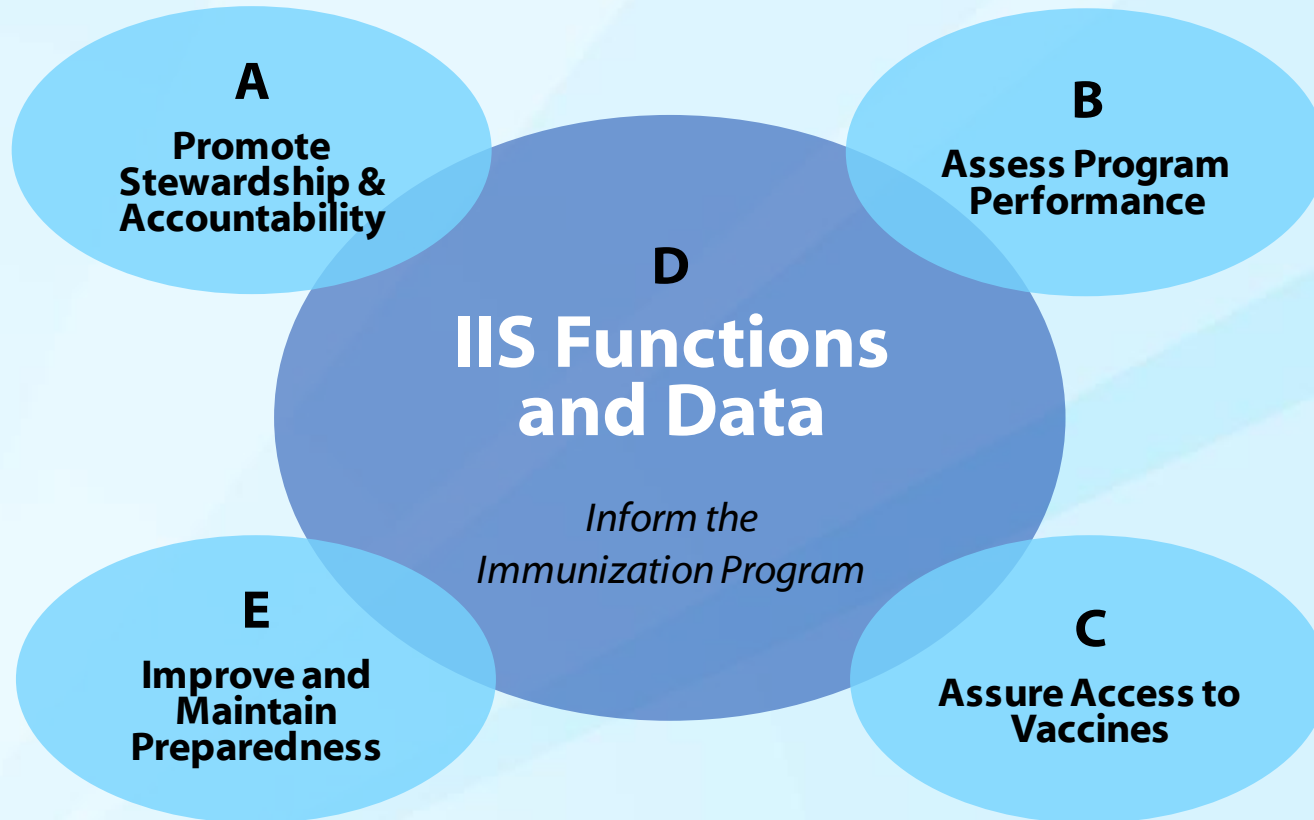 A
Promote
Stewardship &
Accountability
B
Assess Program
Performance
D
IIS Functions
and Data
Inform the
Immunization Program
E
Improve and
Maintain
Preparedness
C
Assure Access to
Vaccines